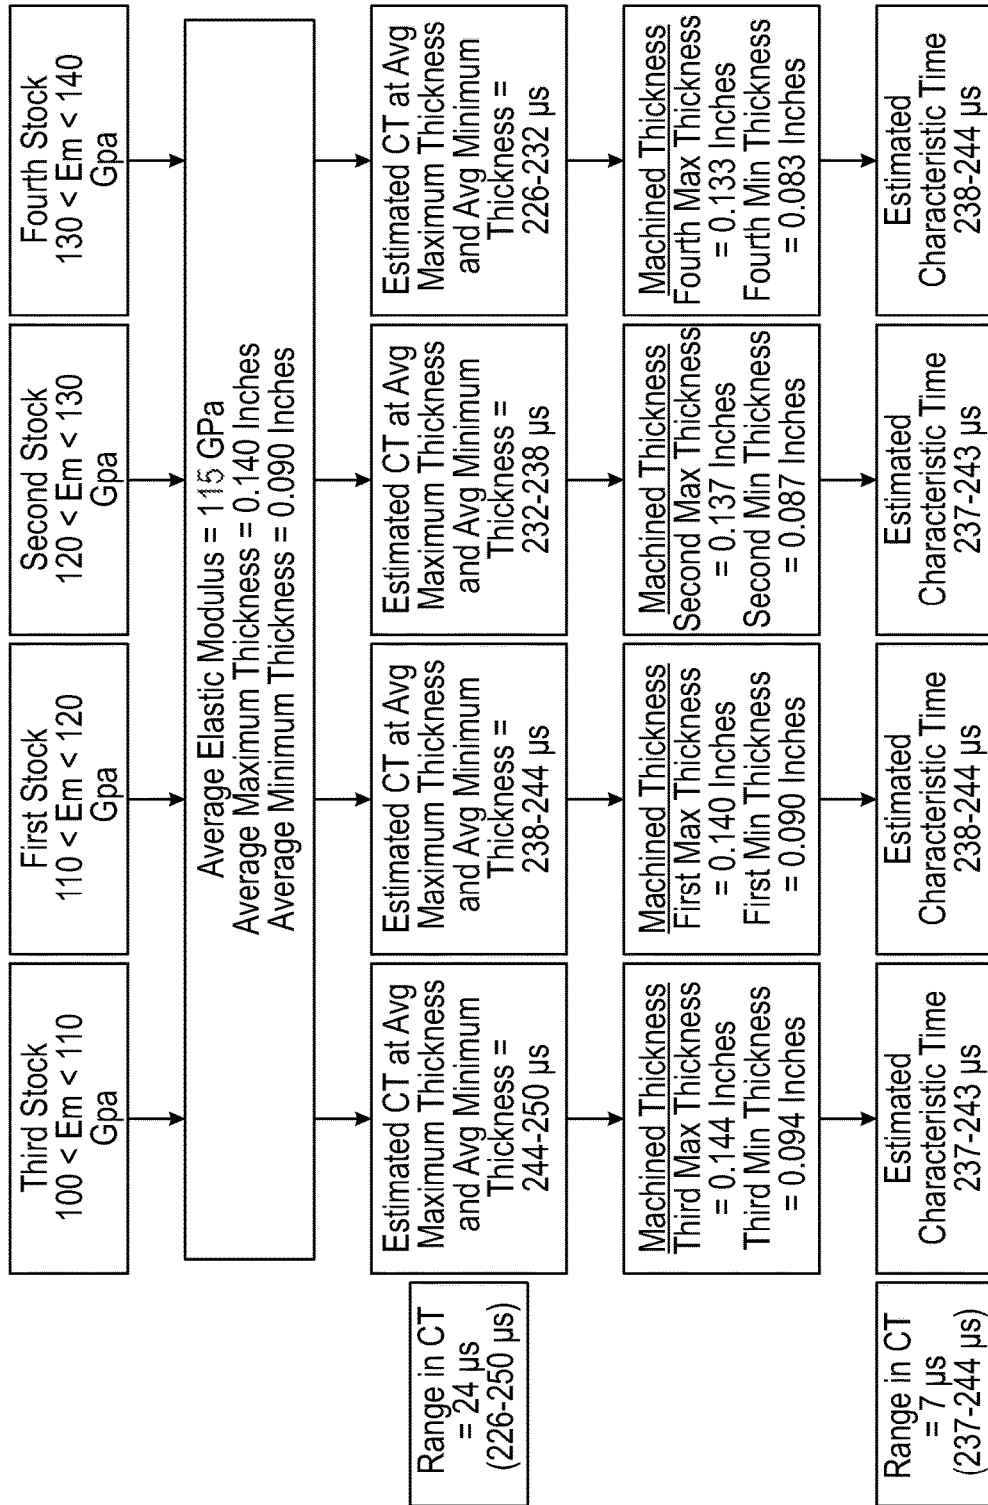 Third Stock
100 < Em < 110
Gpa
First Stock
110 < Em < 120
Gpa
Second Stock
120 < Em < 130
Gpa
Fourth Stock
130 < Em < 140
Gpa
Average Elastic Modulus = 115 GPa
Average Maximum Thickness = 0.140 Inches
Average Minimum Thickness = 0.090 Inches
Range in CT
= 24 µs
(226-250 µs)
Estimated CT at Avg
Maximum Thickness
and Avg Minimum
Thickness =
244-250 µs
Estimated CT at Avg
Maximum Thickness
and Avg Minimum
Thickness =
238-244 µs
Estimated CT at Avg
Maximum Thickness
and Avg Minimum
Thickness =
232-238 µs
Estimated CT at Avg
Maximum Thickness
and Avg Minimum
Thickness =
226-232 µs
Machined Thickness
Third Max Thickness
= 0.144 Inches
Third Min Thickness
= 0.094 Inches
Machined Thickness
First Max Thickness
= 0.140 Inches
First Min Thickness
= 0.090 Inches
Machined Thickness
Second Max Thickness
= 0.137 Inches
Second Min Thickness
= 0.087 Inches
Machined Thickness
Fourth Max Thickness
= 0.133 Inches
Fourth Min Thickness
= 0.083 Inches
Range in CT
= 7 µs
(237-244 µs)
Estimated
Characteristic Time
237-243 µs
Estimated
Characteristic Time
238-244 µs
Estimated
Characteristic Time
237-243 µs
Estimated
Characteristic Time
238-244 µs